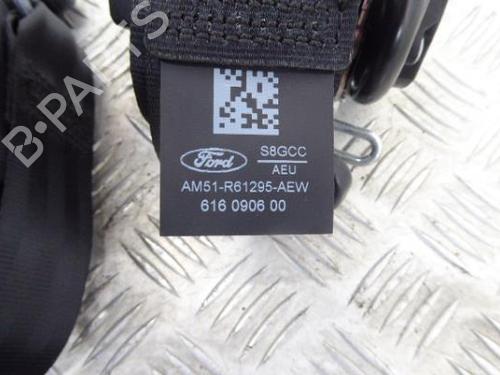 B-PARTS
Ford
S8GCC
AEU
AM51-R61295-AEW
616 0906 00